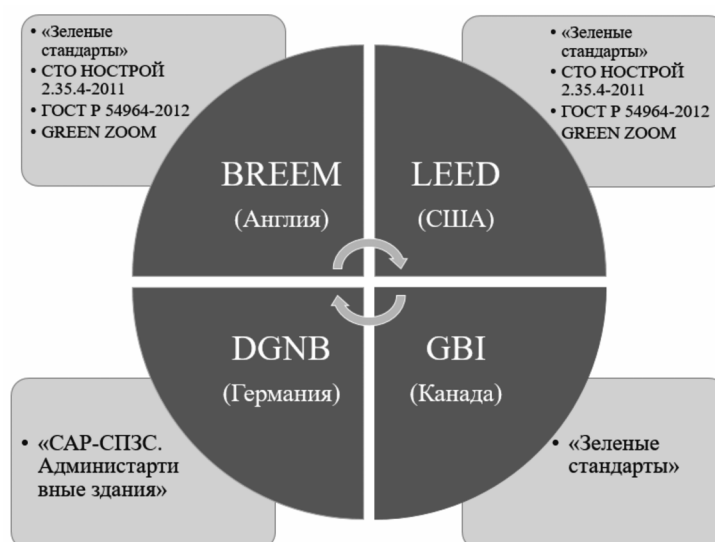 • «Зеленые
стандарты»
• СТО НОСТРОЙ
2.35.4-2011
• ГОСТ Р 54964-2012
• GREEN ZOOM
• «Зеленые
стандарты»
• СТО НОСТРОЙ
2.35.4-2011
• ГОСТ Р 54964-2012
GREEN ZOOM
BREEM
(Англия)
LEED
(США)
DGNB
(Германия)
GBI
(Канада)
• «САР-СПЗС.
Администарти
вные здания»
• «Зеленые
стандарты»